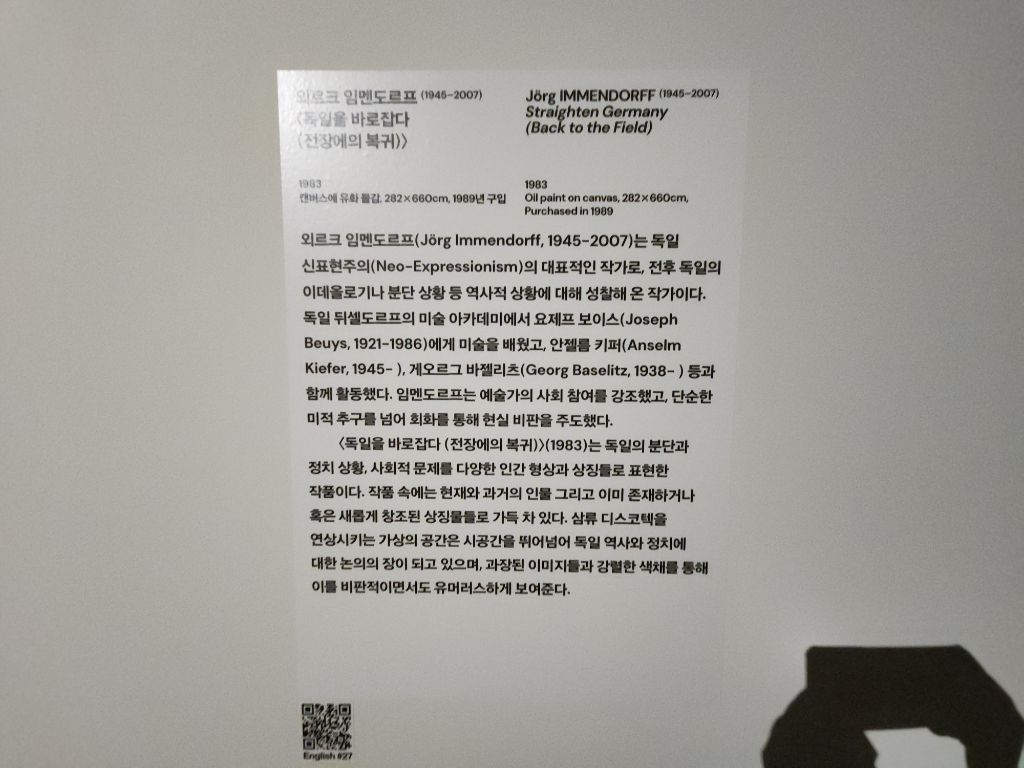 외르크 임멘도르프 (1945-2007)
〈독일을 바로잡다
(전장에의 복귀)〉
1983
캔버스에 유화 물감, 282×660cm, 1989년 구입
Jörg IMMENDORFF (1945-2007)
Straighten Germany
(Back to the Field)
1983
Oil paint on canvas, 282×660cm,
Purchased in 1989
외르크 임멘도르프(Jörg Immendorff, 1945-2007)는 독일
신표현주의(Neo-Expressionism)의 대표적인 작가로, 전후 독일의
이데올로기나 분단 상황 등 역사적 상황에 대해 성찰해 온 작가이다.
독일 뒤셀도르프의 미술 아카데미에서 요제프 보이스(Joseph
Beuys, 1921-1986)에게 미술을 배웠고, 안젤름 키퍼(Anselm
Kiefer, 1945- ), 게오르그 바젤리츠(Georg Baselitz, 1938- ) 등과
함께 활동했다. 임멘도르프는 예술가의 사회 참여를 강조했고, 단순한
미적 추구를 넘어 회화를 통해 현실 비판을 주도했다.
〈독일을 바로잡다 (전장에의 복귀)〉(1983)는 독일의 분단과
정치 상황, 사회적 문제를 다양한 인간 형상과 상징들로 표현한
작품이다. 작품 속에는 현재와 과거의 인물 그리고 이미 존재하거나
혹은 새롭게 창조된 상징물들로 가득 차 있다. 삼류 디스코텍을
연상시키는 가상의 공간은 시공간을 뛰어넘어 독일 역사와 정치에
대한 논의의 장이 되고 있으며, 과장된 이미지들과 강렬한 색채를 통해
이를 비판적이면서도 유머러스하게 보여준다.
English #27